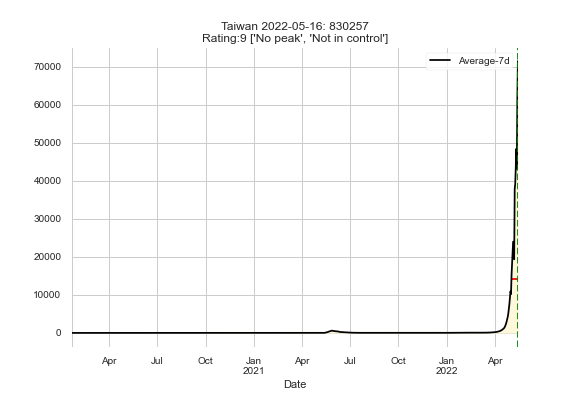 Taiwan 2022-05-16: 830257
Rating:9 ['No peak', 'Not in control']
Average-7d
70000
60000
50000
40000
30000
20000
10000
0
Apr Jul Oct Jan Apr Jul Oct Jan Apr
2021 2022
Date